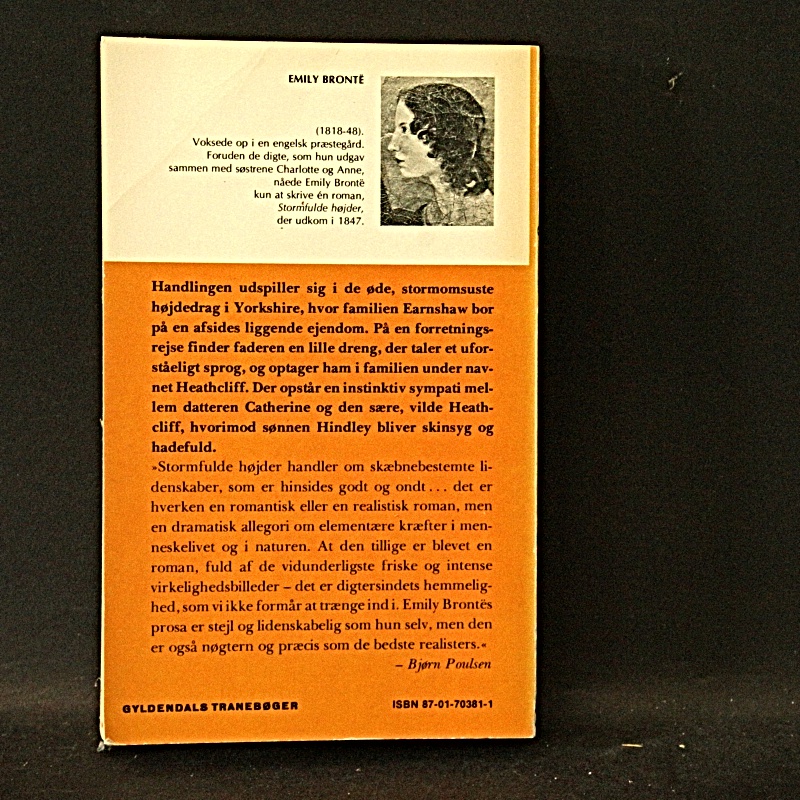 EMILY BRONTË
(1818-48).
Voksede op i en engelsk præstegård.
Foruden de digte, som hun udgav
sammen med søstrene Charlotte og Anne,
nåede Emily Brontë
kun at skrive én roman,
Stormfulde højder,
der udkom i 1847.
Handlingen udspiller sig i de øde, stormomsuste
højdedrag i Yorkshire, hvor familien Earnshaw bor
på en afsides liggende ejendom. På en forretnings-
rejse finder faderen en lille dreng, der taler et ufor-
ståeligt sprog, og optager ham i familien under nav-
net Heathcliff. Der opstår en instinktiv sympati mel-
lem datteren Catherine og den sære, vilde Heath-
cliff, hvorimod sønnen Hindley bliver skinsyg og
hadefuld.
»Stormfulde højder handler om skæbnebestemte li-
denskaber, som er hinsides godt og ondt... det er
hverken en romantisk eller en realistisk roman, men
en dramatisk allegori om elementære kræfter i men-
neskelivet og i naturen. At den tillige er blevet en
roman, fuld af de vidunderligste friske og intense
virkelighedsbilleder – det er digtersindets hemmelig-
hed, som vi ikke formår at trænge ind i. Emily Brontës
prosa er stejl og lidenskabelig som hun selv, men den
er også nøgtern og præcis som de bedste realisters.«
– Bjørn Poulsen
GYLDENDALS TRANEBØGER
ISBN 87-01-70381-1